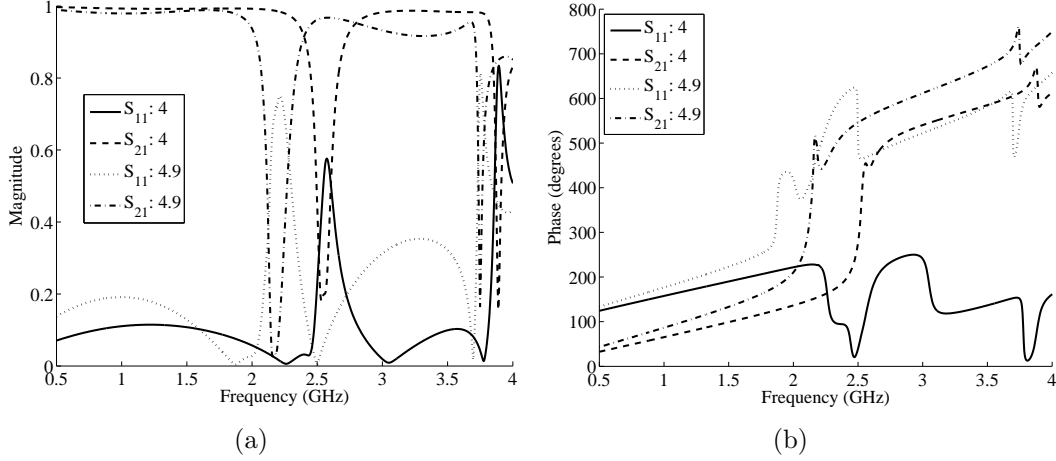 1
0.8
0.6
0.4
0.2
0
Magnitude
S11: 4
S21: 4
S11: 4.9
S21: 4.9
0.5 1 1.5 2 2.5 3 3.5 4
Frequency (GHz)
(a)
800
700
600
500
400
300
200
100
0
Phase (degrees)
S11: 4
S21: 4
S11: 4.9
S21: 4.9
0.5 1 1.5 2 2.5 3 3.5 4
Frequency (GHz)
(b)